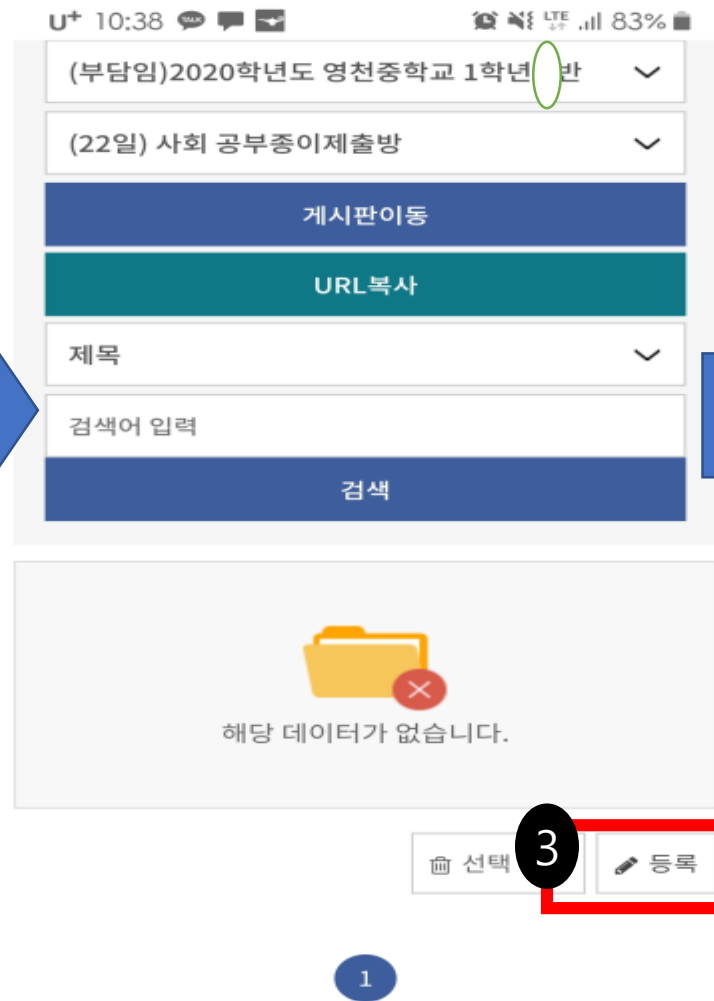 U+ 10:38 TALK LTE 83%
(부담임)2020학년도 영천중학교 1학년 반
(22일) 사회 공부종이제출방
게시판이동
URL복사
제목
검색어 입력
검색
해당 데이터가 없습니다.
선택 3 등록
1